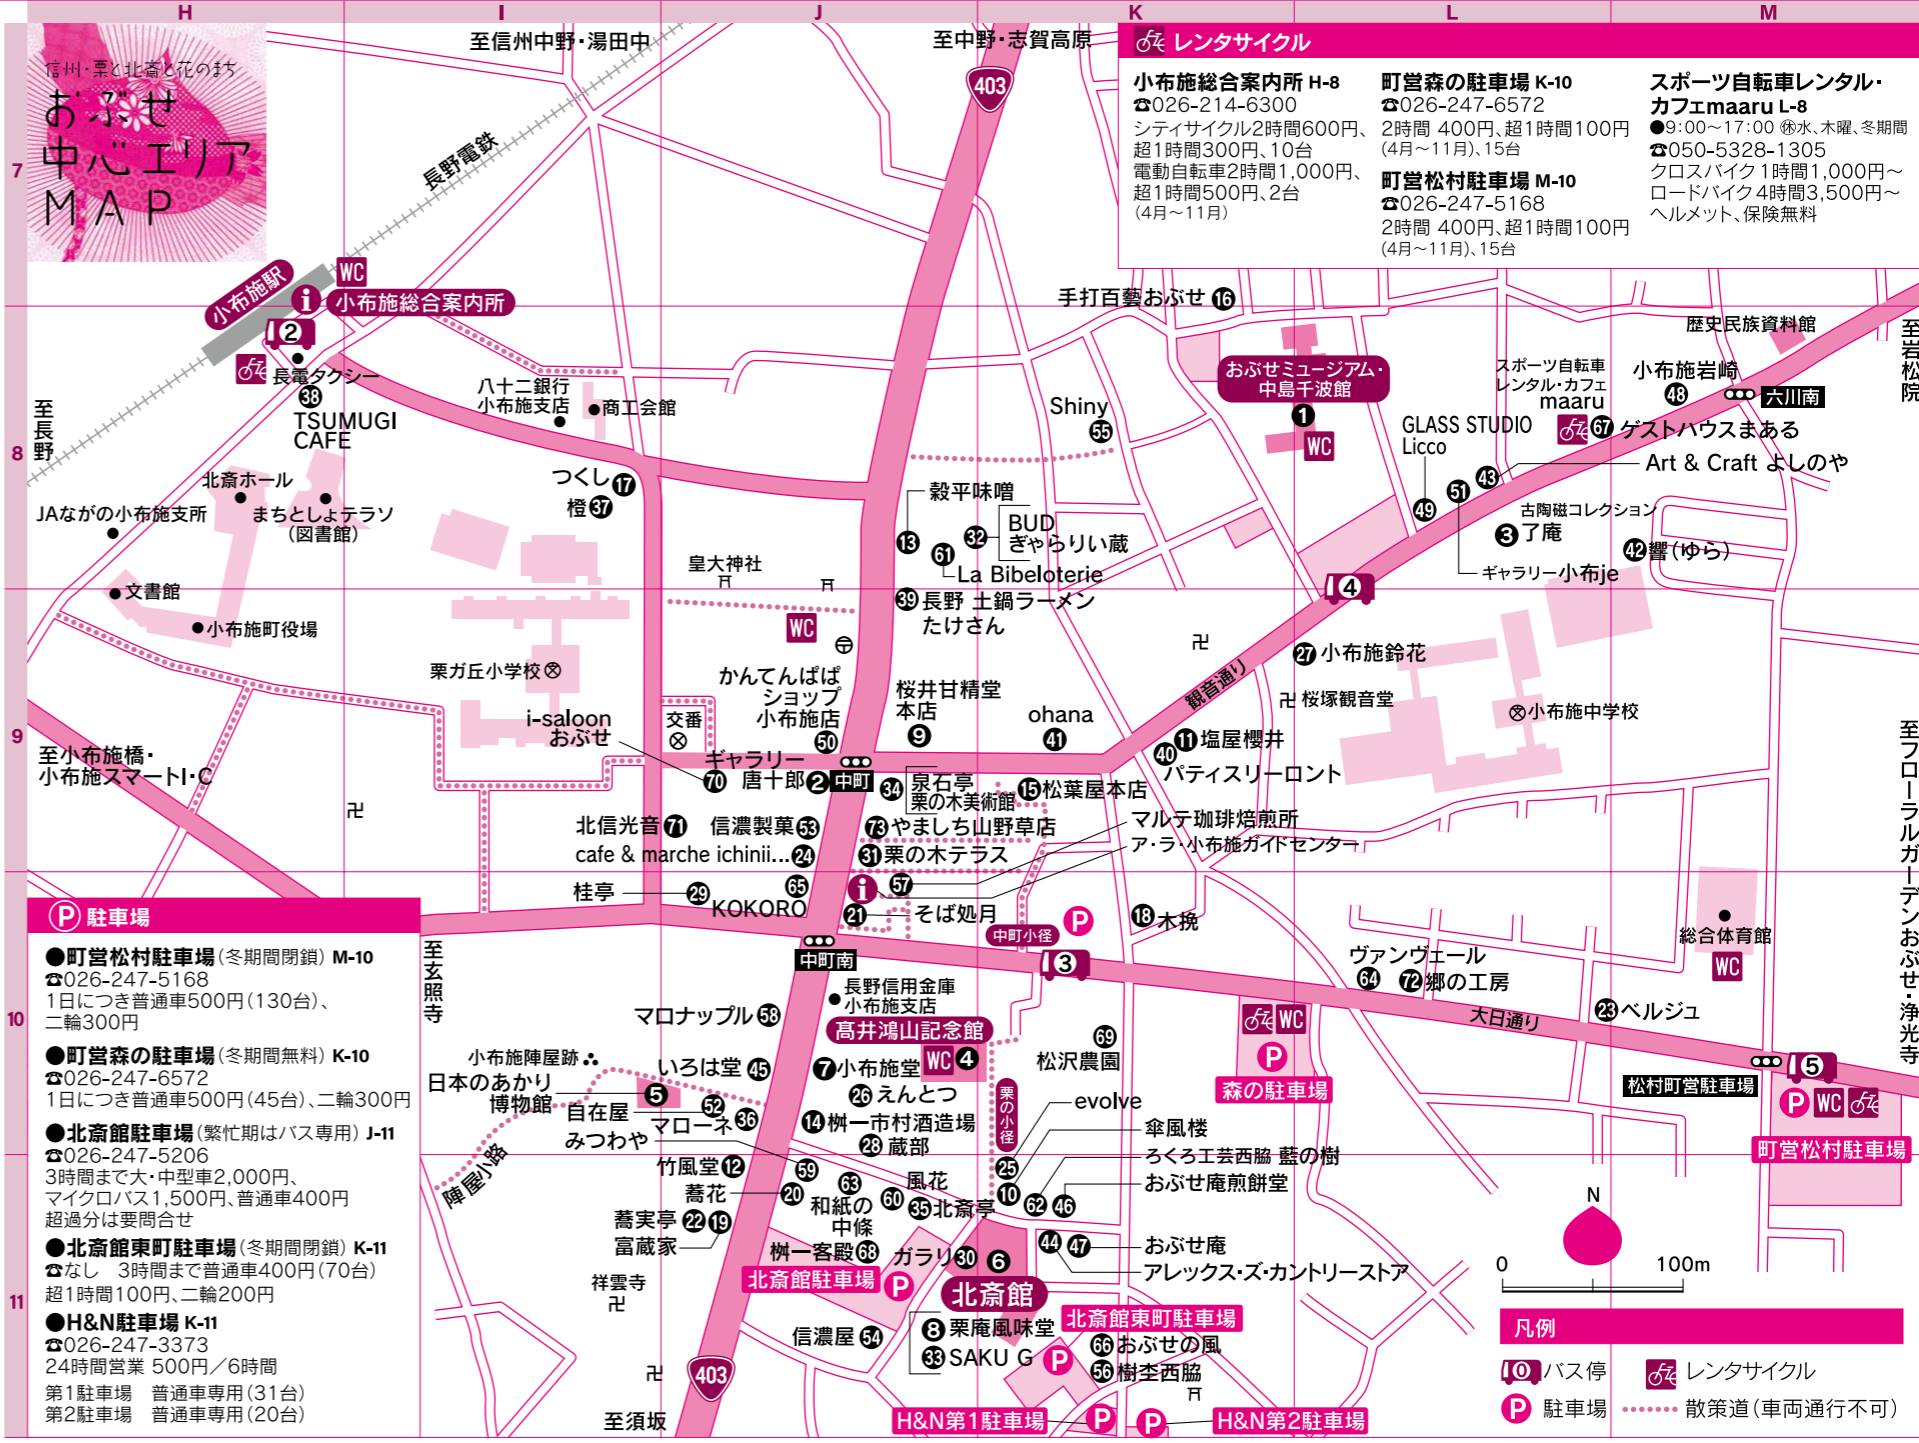 H
I
J
K
L
M
7
8
9
10
11
信州・栗と北斎と花のまち
おぶせ
中心エリア
MAP
至信州中野・湯田中
至中野・志賀高原
403
長野電鉄
レンタサイクル
小布施総合案内所 H-8
☎026-214-6300
シティサイクル2時間600円、
超1時間300円、10台
電動自転車2時間1,000円、
超1時間500円、2台
(4月〜11月)
町営森の駐車場 K-10
☎026-247-6572
2時間 400円、超1時間100円
(4月〜11月)、15台
町営松村駐車場 M-10
☎026-247-5168
2時間 400円、超1時間100円
(4月〜11月)、15台
スポーツ自転車レンタル・
カフェmaaru L-8
●9:00〜17:00 ㊡水、木曜、冬期間
☎050-5328-1305
クロスバイク1時間1,000円〜
ロードバイク4時間3,500円〜
ヘルメット、保険無料
小布施駅
WC
i 小布施総合案内所
2
長電タクシー
38
TSUMUGI
CAFE
至長野
八十二銀行
小布施支店
商工会館
手打百藝おぶせ 16
歴史民族資料館
至岩松院
おぶせミュージアム・
中島千波館
1
WC
Shiny
55
スポーツ自転車
レンタル・カフェ
maaru
小布施岩崎
48
六川南
67 ゲストハウスまある
GLASS STUDIO
Licco
49
51
43
Art & Craft よしのや
古陶磁コレクション
3 了庵
42 響(ゆら)
ギャラリー小布je
4
北斎ホール
JAながの小布施支所
まちとしょテラソ
(図書館)
文書館
小布施町役場
つくし 17
橙 37
穀平味噌
13
32
BUD
ぎゃらりい蔵
61
La Bibeloterie
39 長野 土鍋ラーメン
たけさん
皇大神社
WC
栗ガ丘小学校
かんてんぱぱ
ショップ
小布施店
50
桜井甘精堂
本店
9
ohana
41
観音通り
27 小布施鈴花
卍 桜塚観音堂
小布施中学校
11 塩屋櫻井
40
パティスリーロント
i-saloon
おぶせ
交番
70
ギャラリー
唐十郎 2
中町
34 泉石亭
栗の木美術館
15 松葉屋本店
至小布施橋・
小布施スマートI・C
北信光音 71
信濃製菓 53
73 やましち山野草店
マルテ珈琲焙煎所
cafe & marche ichinii... 24
31 栗の木テラス
ア・ラ・小布施ガイドセンター
桂亭
29
65
KOKORO
i
57
21
そば処月
中町小径
P
18 木挽
3
中町南
至フローラルガーデンおぶせ・浄光寺
総合体育館
WC
ヴァンヴェール
64
72 郷の工房
大日通り
23 ベルジュ
P 駐車場
●町営松村駐車場(冬期間閉鎖) M-10
☎026-247-5168
1日につき普通車500円(130台)、
二輪300円
●町営森の駐車場(冬期間無料) K-10
☎026-247-6572
1日につき普通車500円(45台)、二輪300円
●北斎館駐車場(繁忙期はバス専用) J-11
☎026-247-5206
3時間まで大・中型車2,000円、
マイクロバス1,500円、普通車400円
超過分は要問合せ
●北斎館東町駐車場(冬期間閉鎖) K-11
☎なし 3時間まで普通車400円(70台)
超1時間100円、二輪200円
●H&N駐車場 K-11
☎026-247-3373
24時間営業 500円/6時間
第1駐車場 普通車専用(31台)
第2駐車場 普通車専用(20台)
至玄照寺
長野信用金庫
小布施支店
マロナップル 58
髙井鴻山記念館
WC
4
小布施陣屋跡
いろは堂 45
7 小布施堂
日本のあかり
博物館
5
26 えんとつ
自在屋
52
マローネ 36
14 桝一市村酒造場
みつわや
28 蔵部
69
松沢農園
栗の小径
WC
P
森の駐車場
松村町営駐車場
5
P WC
町営松村駐車場
evolve
傘風楼
ろくろ工芸西脇 藍の樹
おぶせ庵煎餅堂
25
10
62
46
陣屋小路
竹風堂 12
59
蕎花
20
63
和紙の
中條
風花
60
35 北斎亭
蕎実亭 22
19
富蔵家
桝一客殿 68
ガラリ 30
6
北斎館
44
47
おぶせ庵
アレックス・ズ・カントリーストア
北斎館駐車場
P
祥雲寺
卍
信濃屋 54
8 栗庵風味堂
33 SAKU G
P
北斎館東町駐車場
66 おぶせの風
56 樹杢西脇
403
至須坂
H&N第1駐車場
P
P
H&N第2駐車場
N
0
100m
凡例
0 バス停
レンタサイクル
P 駐車場
散策道(車両通行不可)